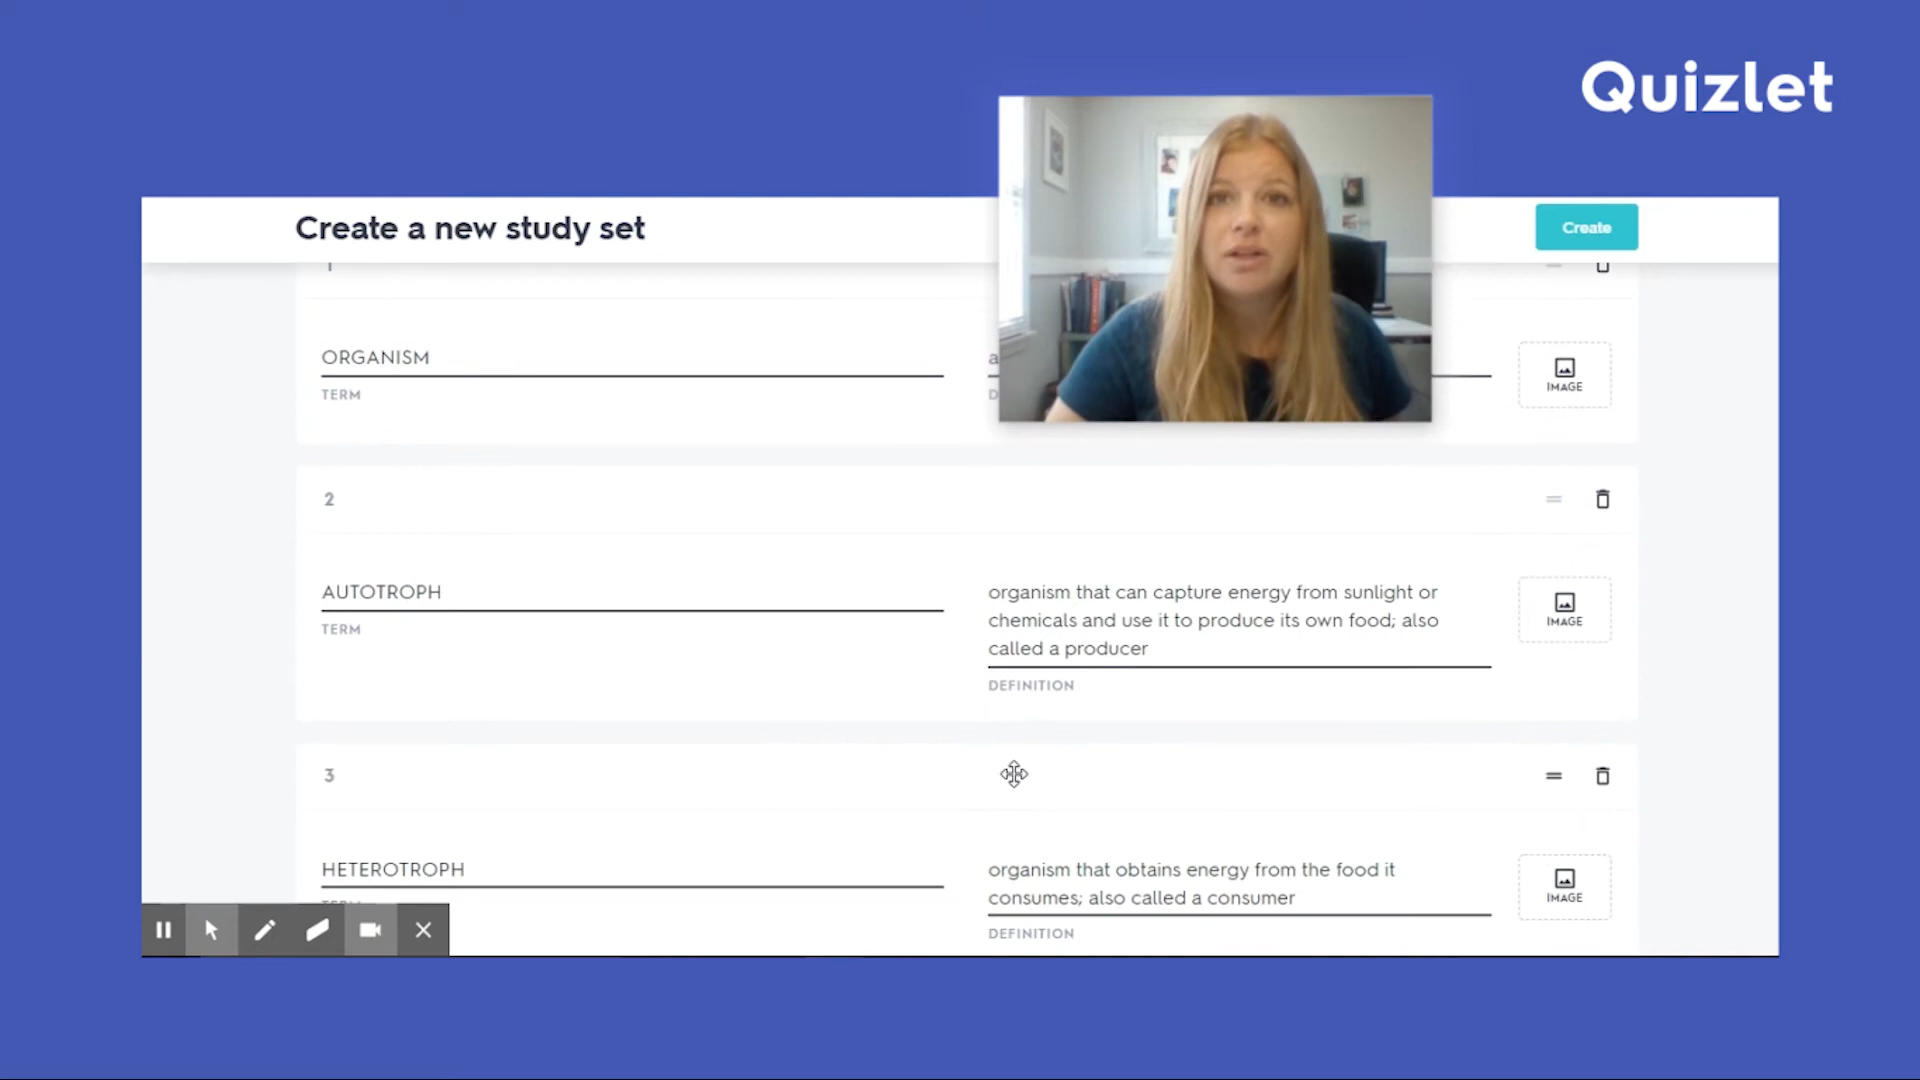 Quizlet
Create a new study set
Create
1
ORGANISM
TERM
IMAGE
2
AUTOTROPH
TERM
organism that can capture energy from sunlight or
chemicals and use it to produce its own food; also
called a producer
DEFINITION
IMAGE
3
HETEROTROPH
TERM
organism that obtains energy from the food it
consumes; also called a consumer
DEFINITION
IMAGE